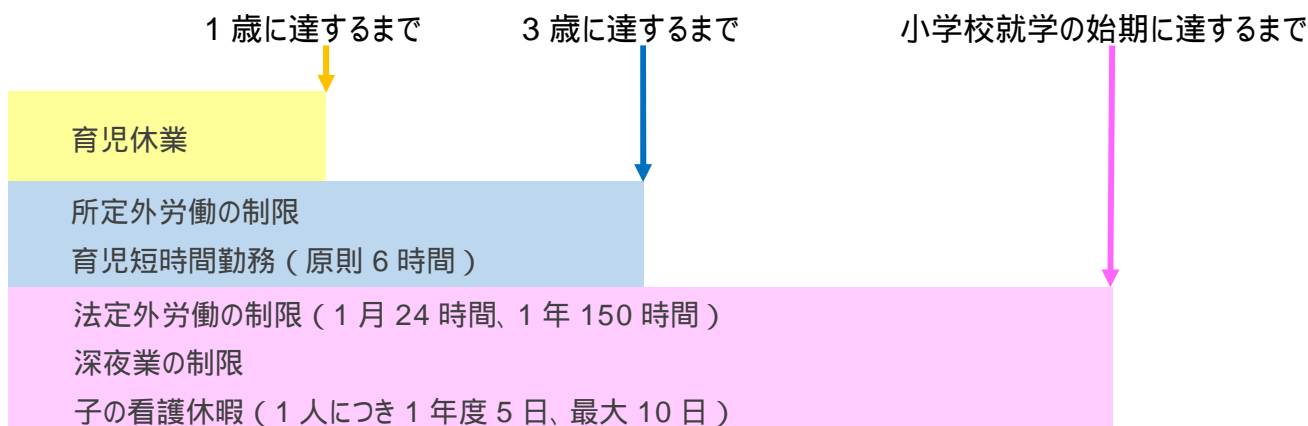 1 歳に達するまで 3 歳に達するまで 小学校就学の始期に達するまで
育児休業
所定外労働の制限
育児短時間勤務(原則 6 時間)
法定外労働の制限(1 月 24 時間、1 年 150 時間)
深夜業の制限
子の看護休暇(1 人につき 1 年度 5 日、最大 10 日)